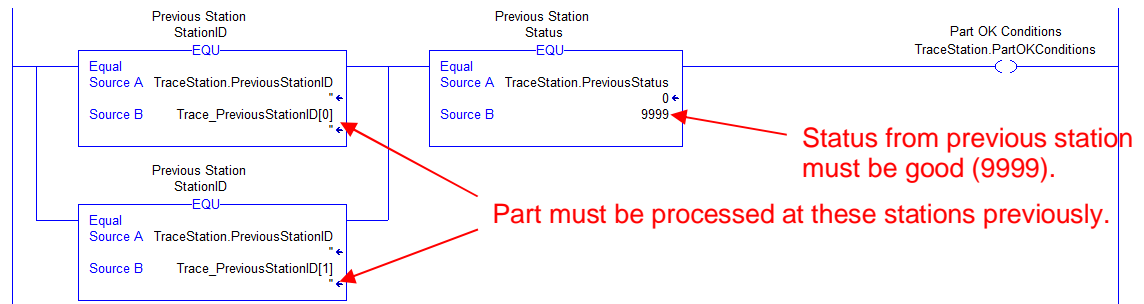 Previous Station
StationID
EQU
Equal
Source A TraceStation.PreviousStationID
''
Source B Trace_PreviousStationID[0]
''
Previous Station
Status
EQU
Equal
Source A TraceStation.PreviousStatus
0
Source B 9999
Part OK Conditions
TraceStation.PartOKConditions
Status from previous station
must be good (9999).
Previous Station
StationID
EQU
Equal
Source A TraceStation.PreviousStationID
''
Source B Trace_PreviousStationID[1]
''
Part must be processed at these stations previously.